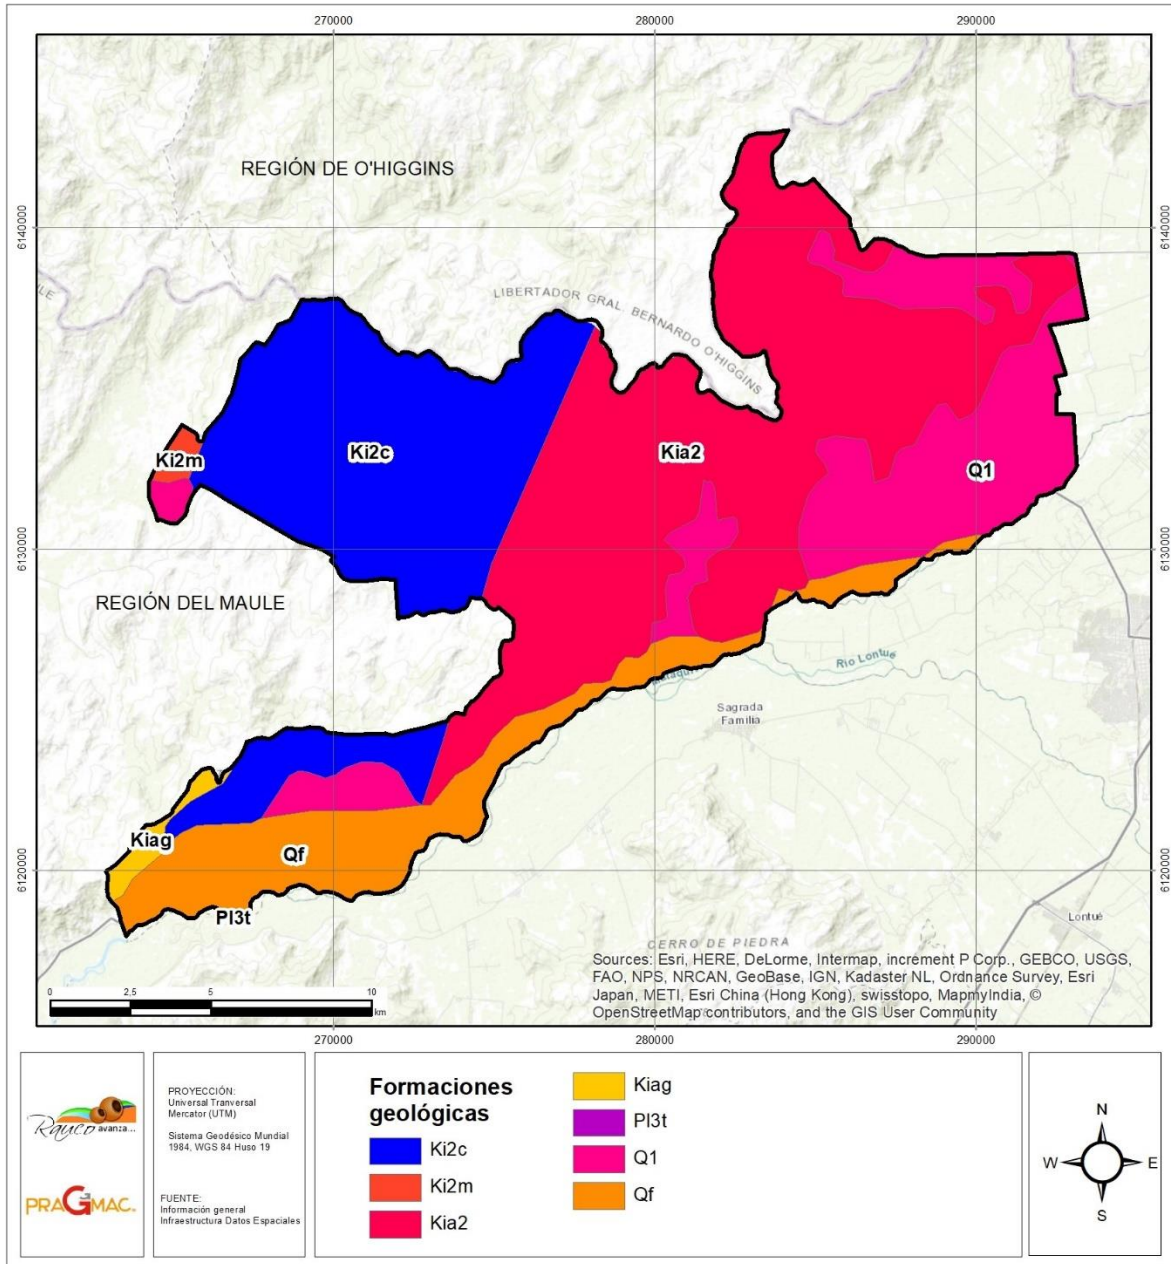 270000
280000
290000
REGIÓN DE O'HIGGINS
6140000
6140000
LIBERTADOR GRAL. BERNARDO O'HIGGINS
Ki2m
Ki2c
Kia2
Q1
6130000
6130000
REGIÓN DEL MAULE
Rio Lontué
Sagrada
Familia
Kiag
Qf
6120000
6120000
Pl3t
Lontué
CERRO DE PIEDRA
Sources: Esri, HERE, DeLorme, Intermap, increment P Corp., GEBCO, USGS,
FAO, NPS, NRCAN, GeoBase, IGN, Kadaster NL, Ordnance Survey, Esri
Japan, METI, Esri China (Hong Kong), swisstopo, MapmyIndia, ©
OpenStreetMap contributors, and the GIS User Community
0 2,5 5 10
km
270000
280000
290000
Rauco avanza...
PRAGMAC.
PROYECCIÓN:
Universal Tranversal
Mercator (UTM)
Sistema Geodésico Mundial
1984, WGS 84 Huso 19
FUENTE:
Información general
Infraestructura Datos Espaciales
Formaciones
geológicas
Ki2c
Ki2m
Kia2
Kiag
Pl3t
Q1
Qf
N
W
E
S